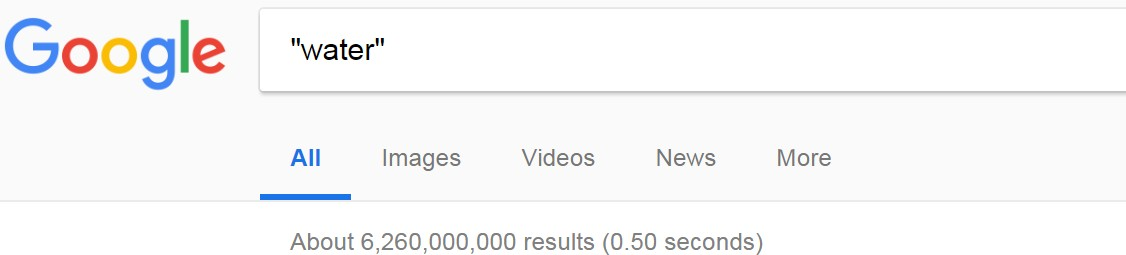 Google "water"
All Images Videos News More
About 6,260,000,000 results (0.50 seconds)